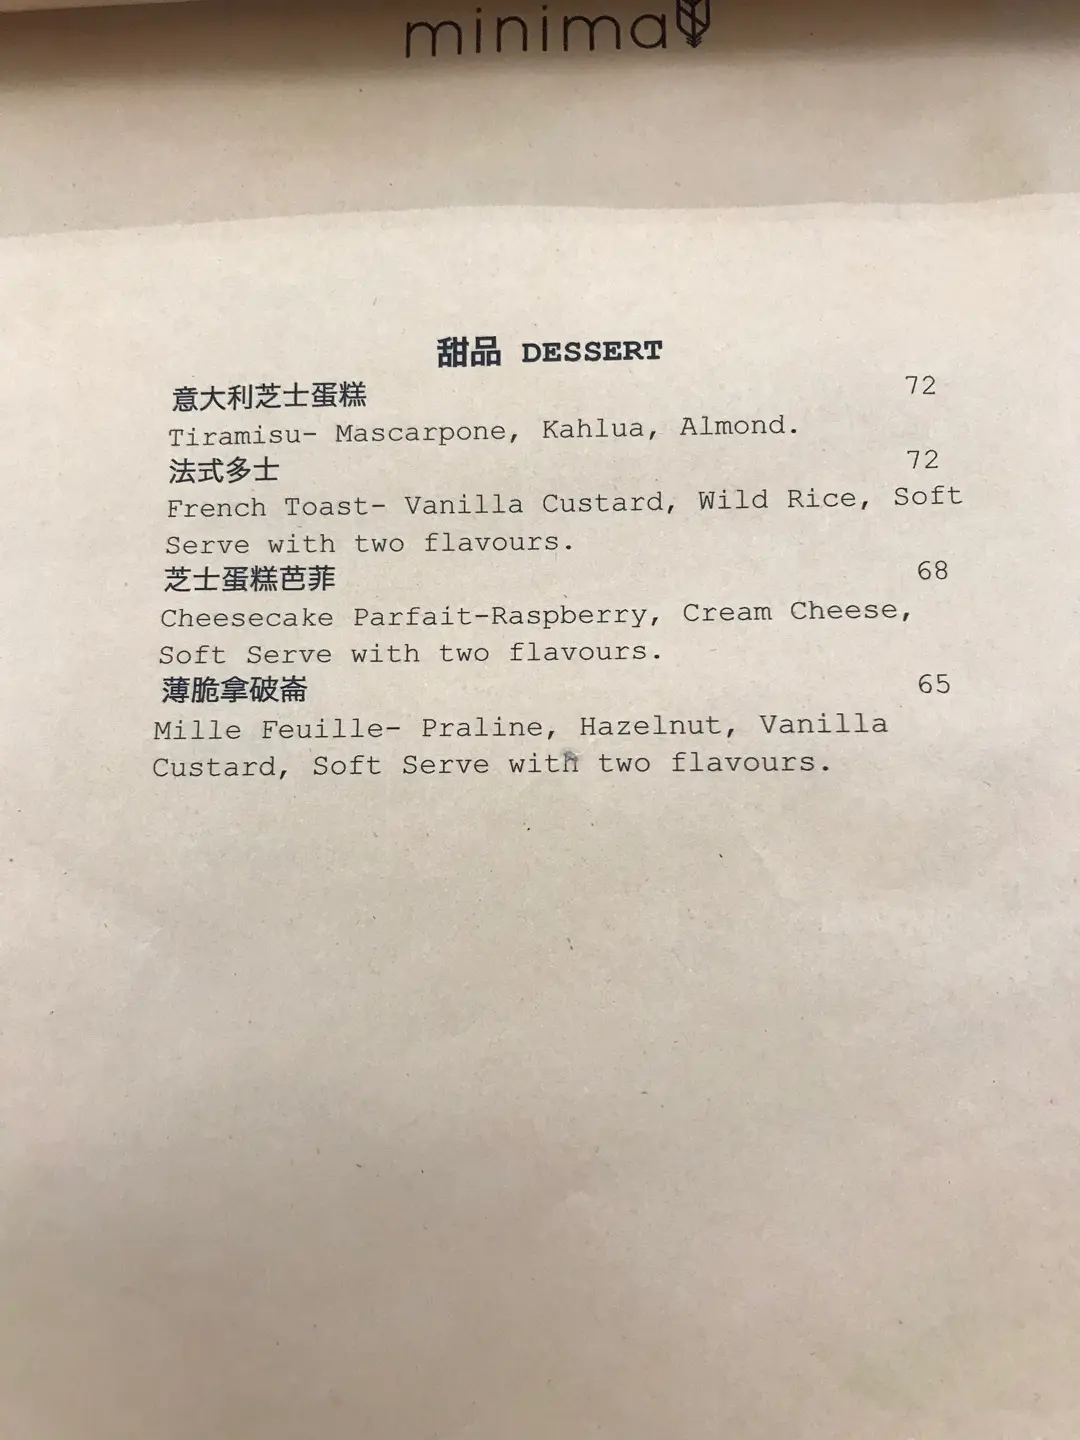 minimal
甜品 DESSERT
意大利芝士蛋糕 72
Tiramisu- Mascarpone, Kahlua, Almond.
法式多士 72
French Toast- Vanilla Custard, Wild Rice, Soft
Serve with two flavours.
芝士蛋糕芭菲 68
Cheesecake Parfait-Raspberry, Cream Cheese,
Soft Serve with two flavours.
薄脆拿破崙 65
Mille Feuille- Praline, Hazelnut, Vanilla
Custard, Soft Serve with two flavours.